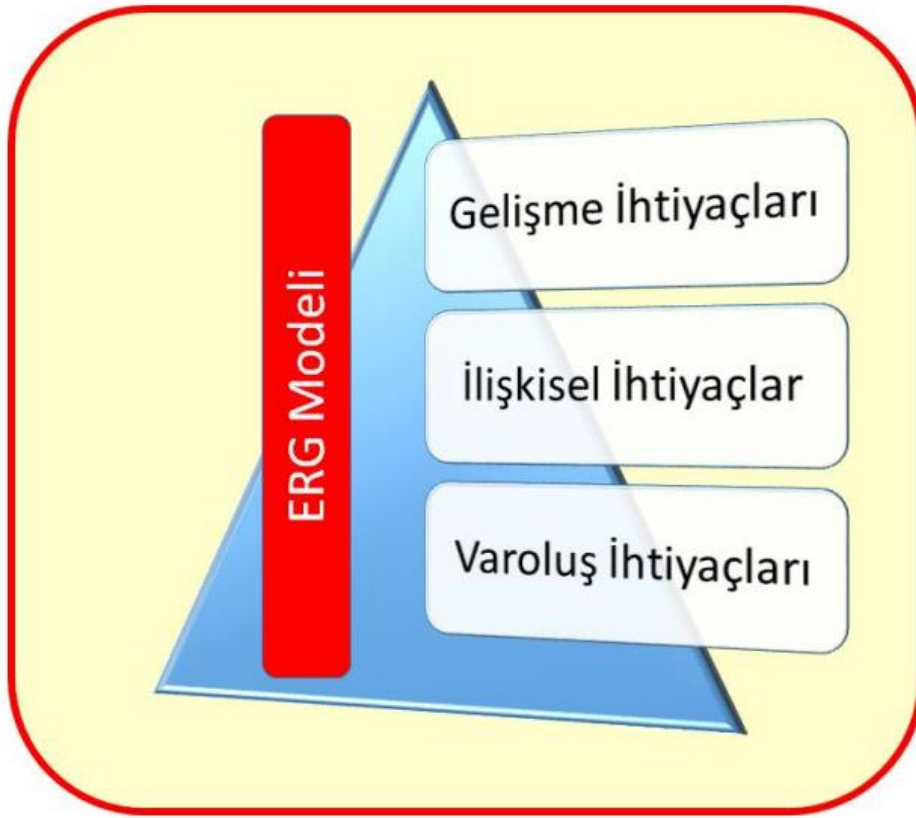 ERG Modeli
Gelişme İhtiyaçları
İlişkisel İhtiyaçlar
Varoluş İhtiyaçları